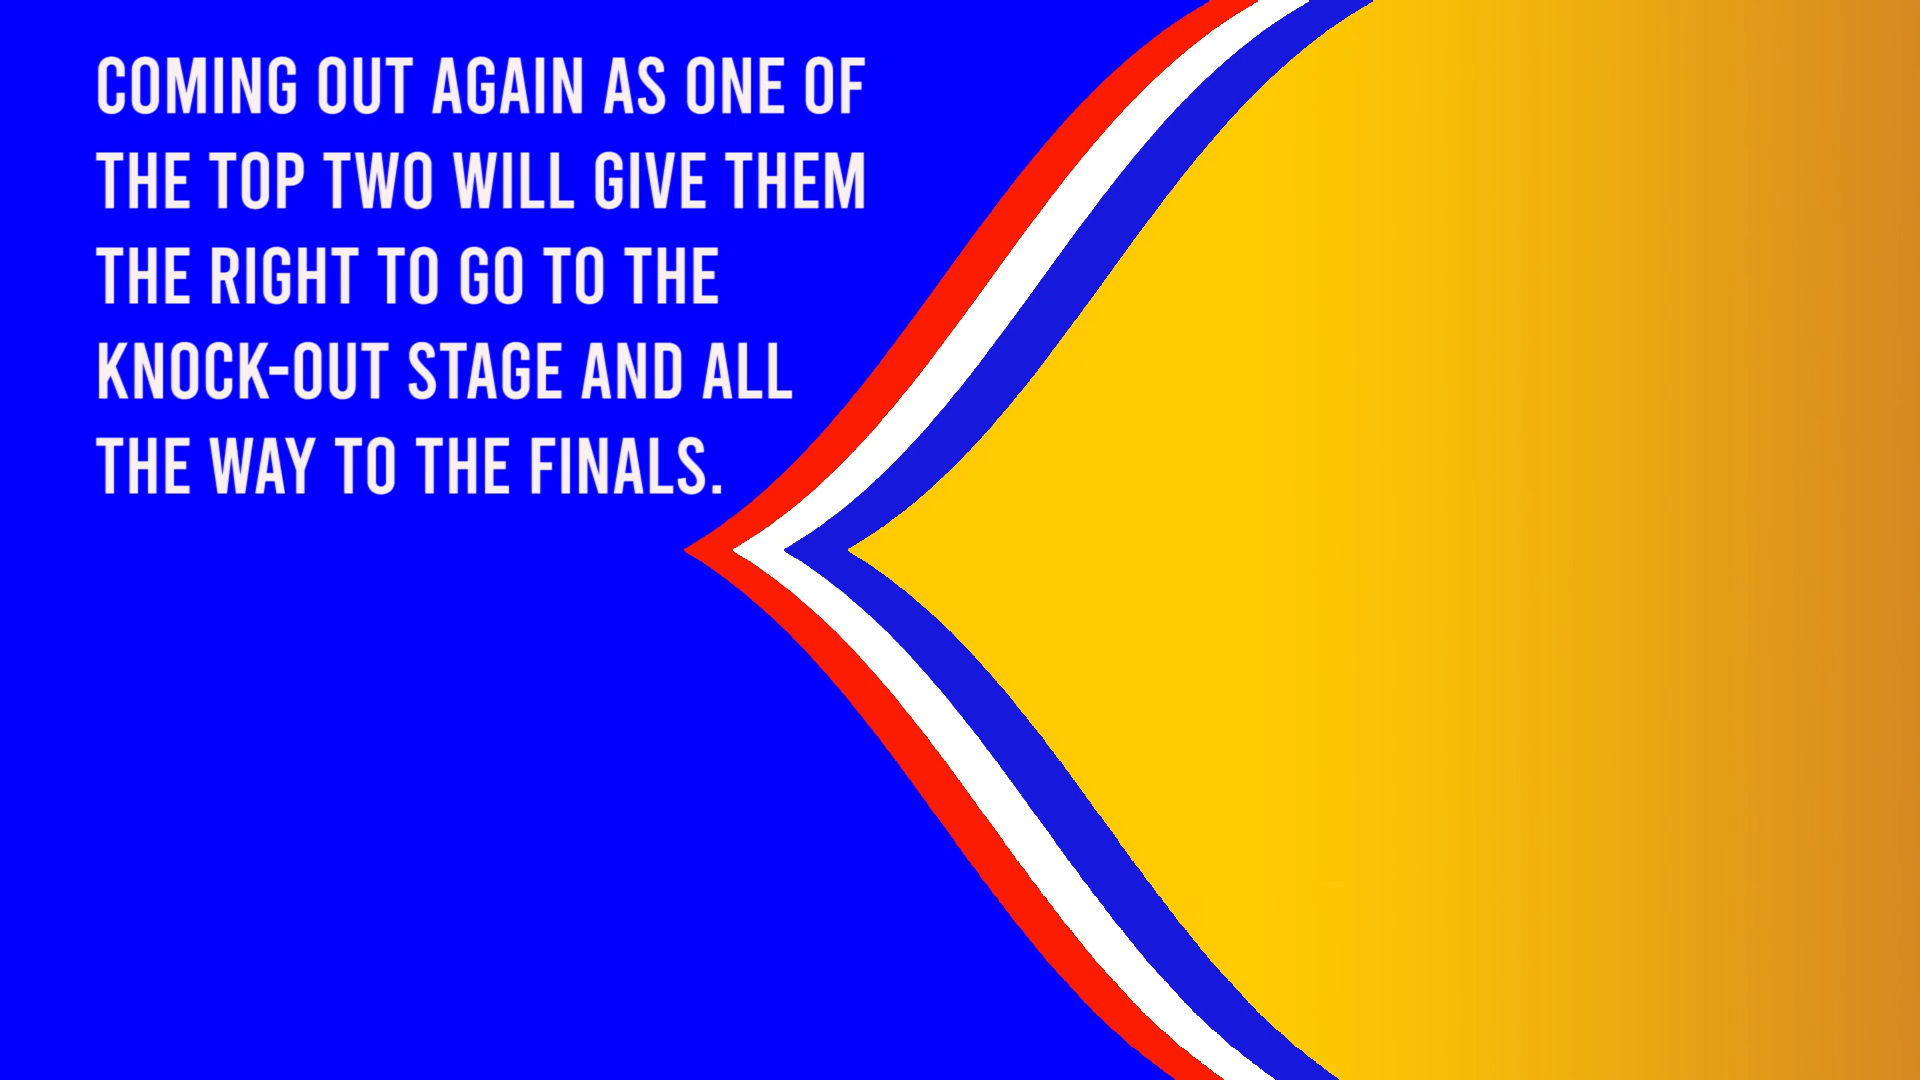 COMING OUT AGAIN AS ONE OF
THE TOP TWO WILL GIVE THEM
THE RIGHT TO GO TO THE
KNOCK-OUT STAGE AND ALL
THE WAY TO THE FINALS.